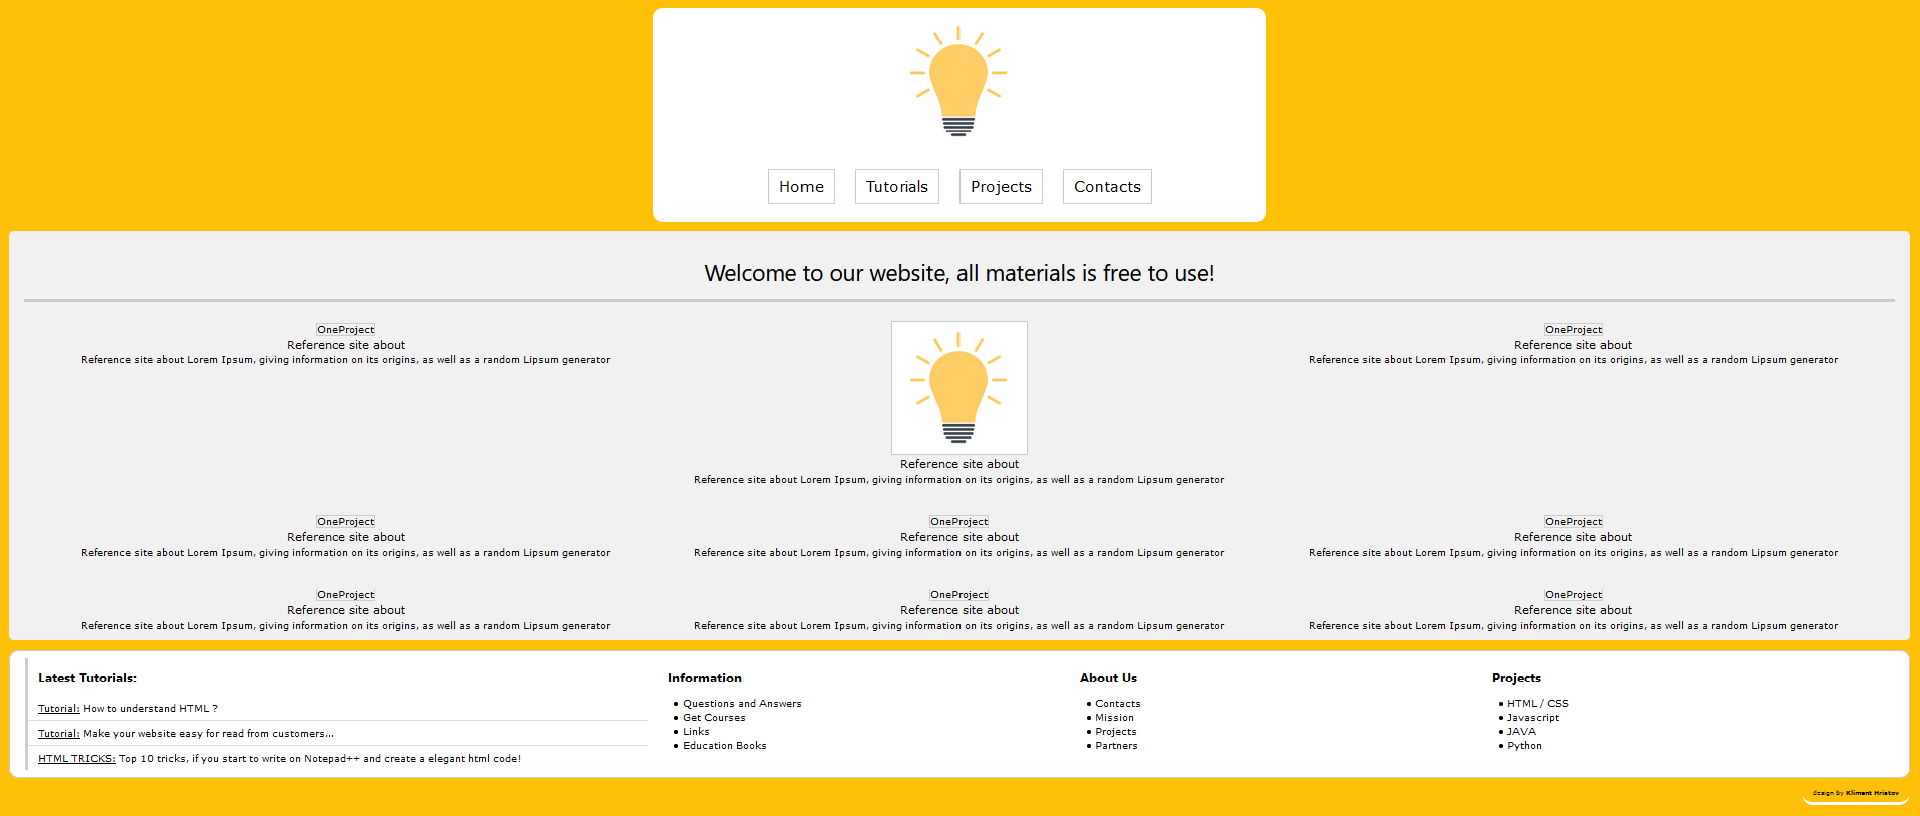 Home Tutorials Projects Contacts
Welcome to our website, all materials is free to use!
OneProject
Reference site about
Reference site about Lorem Ipsum, giving information on its origins, as well as a random Lipsum generator
Reference site about
Reference site about Lorem Ipsum, giving information on its origins, as well as a random Lipsum generator
OneProject
Reference site about
Reference site about Lorem Ipsum, giving information on its origins, as well as a random Lipsum generator
OneProject
Reference site about
Reference site about Lorem Ipsum, giving information on its origins, as well as a random Lipsum generator
OneProject
Reference site about
Reference site about Lorem Ipsum, giving information on its origins, as well as a random Lipsum generator
OneProject
Reference site about
Reference site about Lorem Ipsum, giving information on its origins, as well as a random Lipsum generator
OneProject
Reference site about
Reference site about Lorem Ipsum, giving information on its origins, as well as a random Lipsum generator
OneProject
Reference site about
Reference site about Lorem Ipsum, giving information on its origins, as well as a random Lipsum generator
OneProject
Reference site about
Reference site about Lorem Ipsum, giving information on its origins, as well as a random Lipsum generator
Latest Tutorials:
Tutorial: How to understand HTML ?
Tutorial: Make your website easy for read from customers...
HTML TRICKS: Top 10 tricks, if you start to write on Notepad++ and create a elegant html code!
Information
• Questions and Answers
• Get Courses
• Links
• Education Books
About Us
• Contacts
• Mission
• Projects
• Partners
Projects
• HTML / CSS
• Javascript
• JAVA
• Python
design by Kliment Hristov